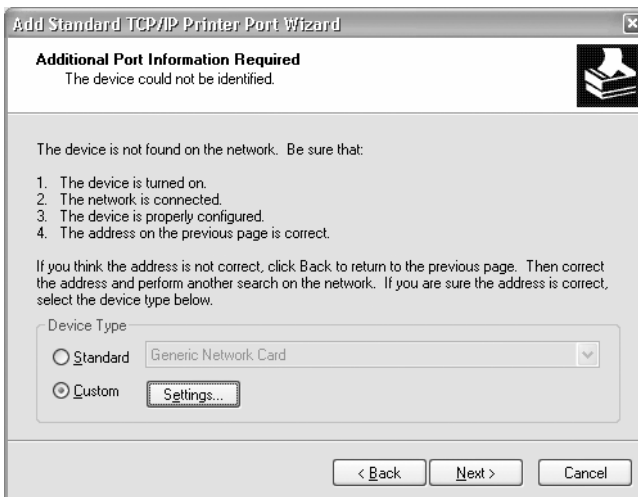 Add Standard TCP/IP Printer Port Wizard
Additional Port Information Required
The device could not be identified.
The device is not found on the network. Be sure that:
1. The device is turned on.
2. The network is connected.
3. The device is properly configured.
4. The address on the previous page is correct.
If you think the address is not correct, click Back to return to the previous page. Then correct
the address and perform another search on the network. If you are sure the address is correct,
select the device type below.
Device Type
Standard Generic Network Card
Custom Settings...
< Back Next > Cancel